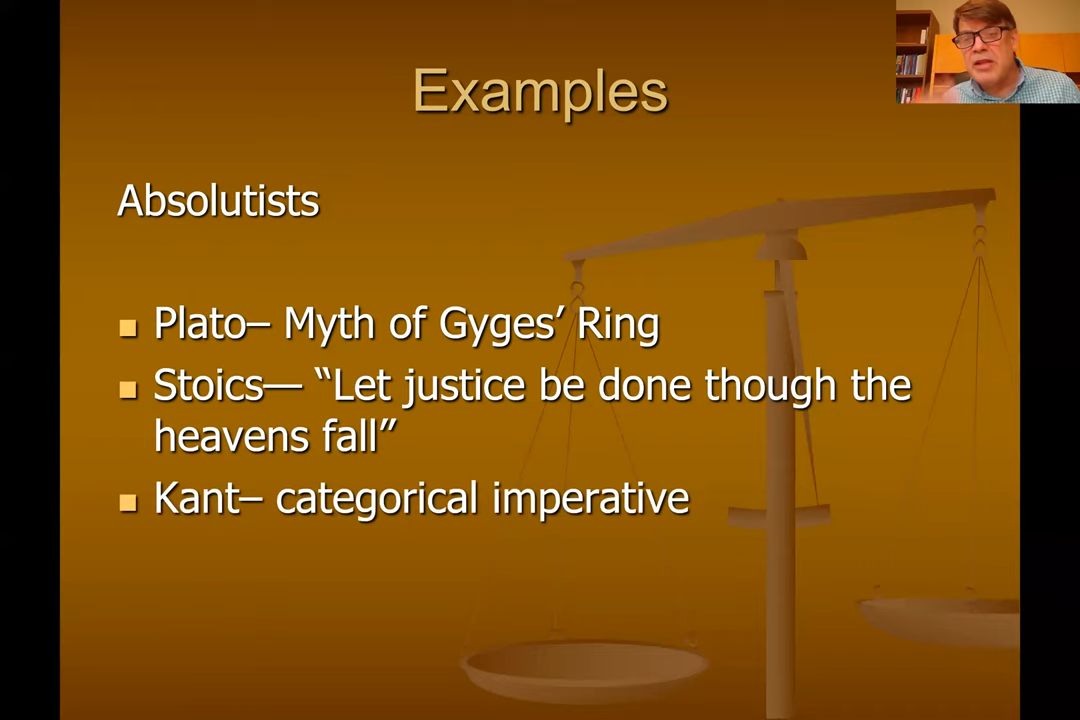 Examples
Absolutists
Plato– Myth of Gyges’ Ring
Stoics— “Let justice be done though the
heavens fall”
Kant– categorical imperative